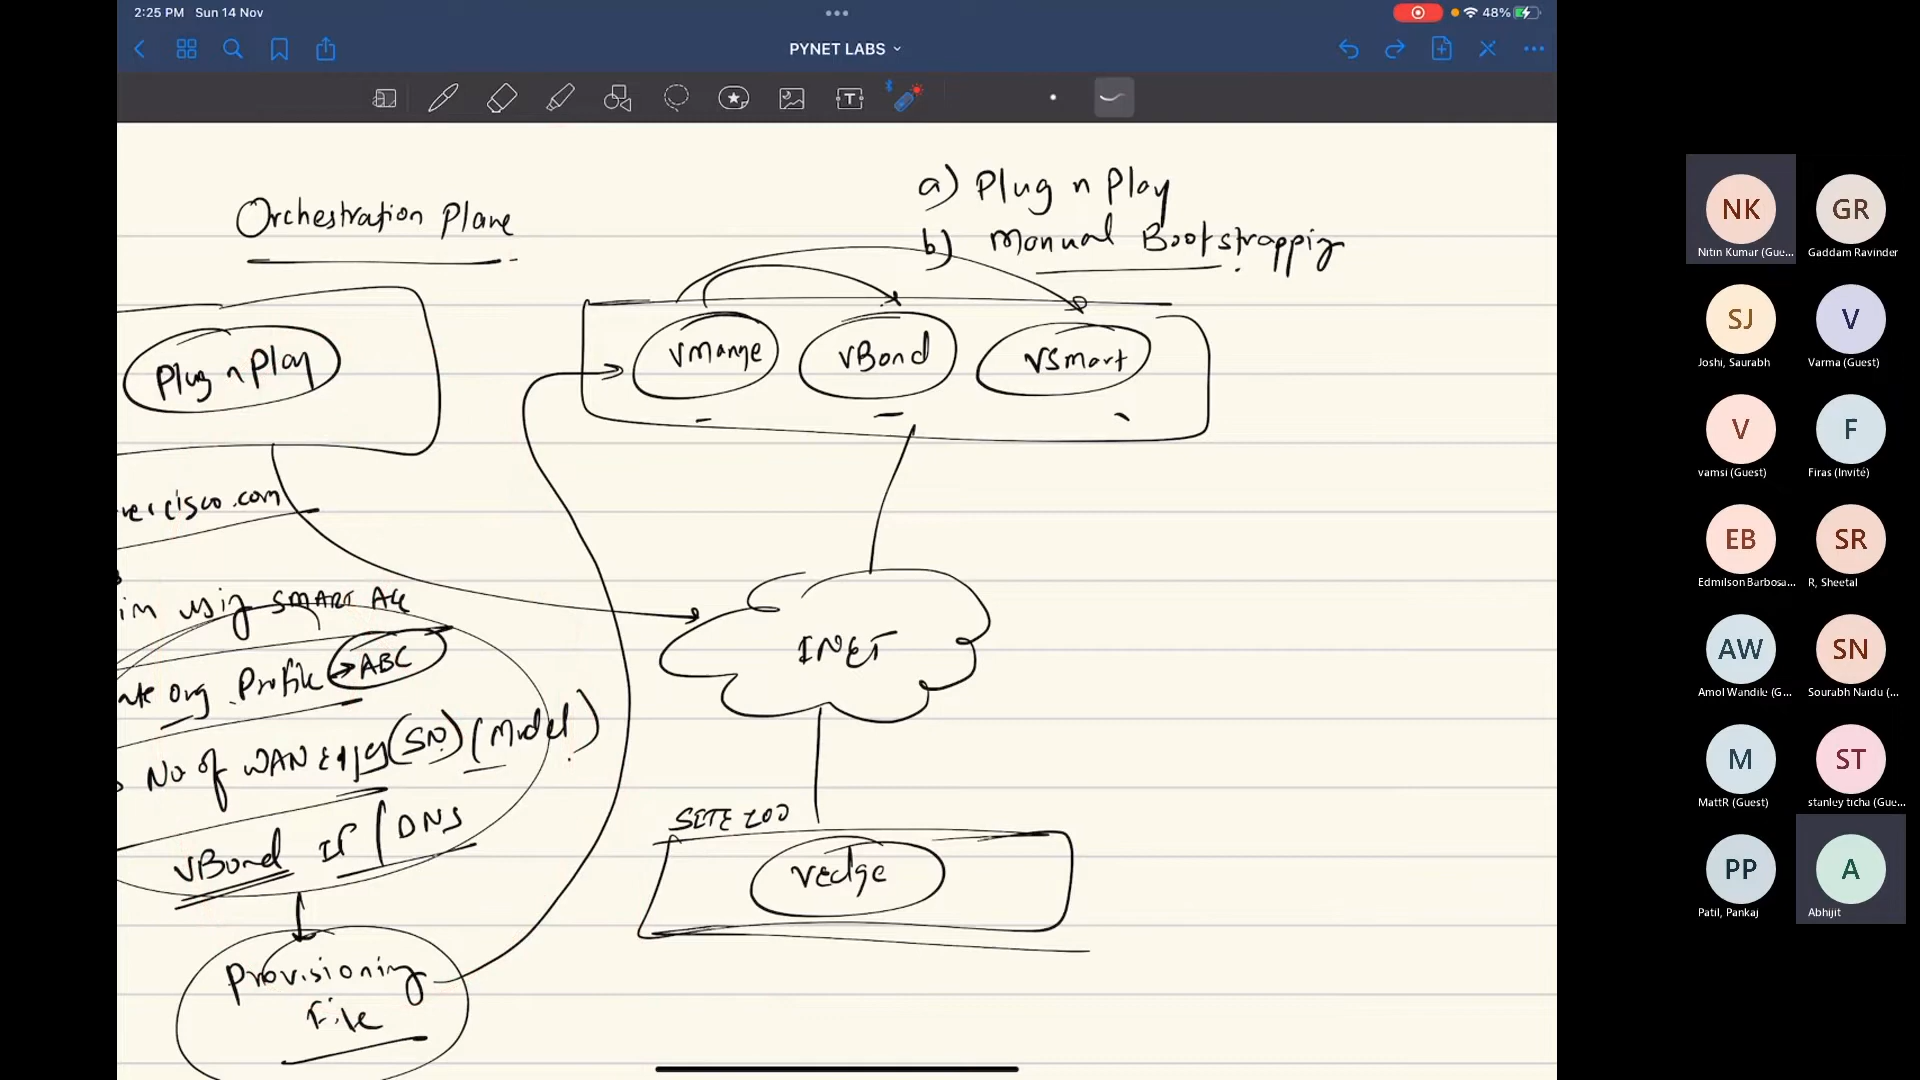 2:25 PM Sun 14 Nov
48%
PYNET LABS
a) Plug n Play
b) Manual Bootstrapping
Orchestration Plane
Plug n Play
vManage
vBond
vSmart
vercisco.com
im using SMART Acc
ate org. Profile → ABC
No of WAN Edges (SN) (Model)
vBond IP / DNS
Provisioning
File
INET
SITE 200
vedge
NK
Nitin Kumar (Gue...
GR
Gaddam Ravinder
SJ
Joshi, Saurabh
V
Varma (Guest)
V
vamsi (Guest)
F
Firas (Invité)
EB
Edmilson Barbosa...
SR
R, Sheetal
AW
Amol Wandile (G...
SN
Sourabh Naidu (...
M
MattR (Guest)
ST
stanley ticha (Gue...
PP
Patil, Pankaj
A
Abhijit